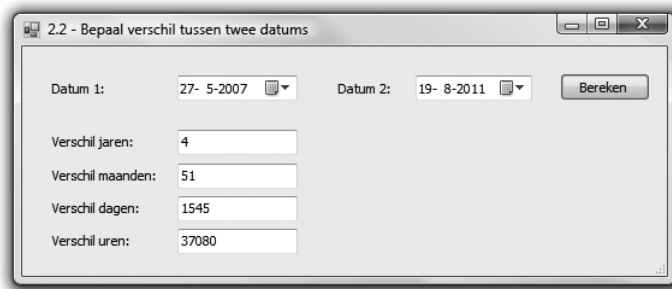 2.2 - Bepaal verschil tussen twee datums
Datum 1: 27- 5-2007 Datum 2: 19- 8-2011 Bereken
Verschil jaren: 4
Verschil maanden: 51
Verschil dagen: 1545
Verschil uren: 37080